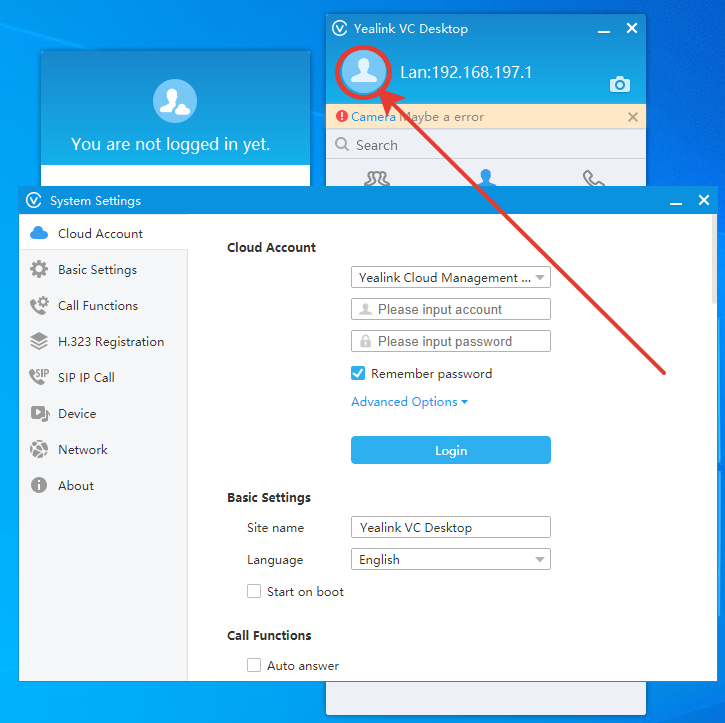 Yealink VC Desktop
Lan:192.168.197.1
You are not logged in yet.
Camera Maybe a error
Search
System Settings
Cloud Account
Basic Settings
Call Functions
H.323 Registration
SIP
SIP IP Call
Device
Network
About
Cloud Account
Yealink Cloud Management ...
Please input account
Please input password
Remember password
Advanced Options
Login
Basic Settings
Site name
Yealink VC Desktop
Language
English
Start on boot
Call Functions
Auto answer